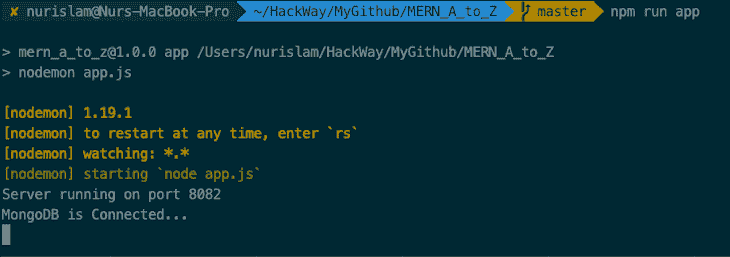 ✘ nurislam@Nurs-MacBook-Pro ~/HackWay/MyGithub/MERN_A_to_Z master npm run app
> mern_a_to_z@1.0.0 app /Users/nurislam/HackWay/MyGithub/MERN_A_to_Z
> nodemon app.js
[nodemon] 1.19.1
[nodemon] to restart at any time, enter `rs`
[nodemon] watching: *.*
[nodemon] starting `node app.js`
Server running on port 8082
MongoDB is Connected...